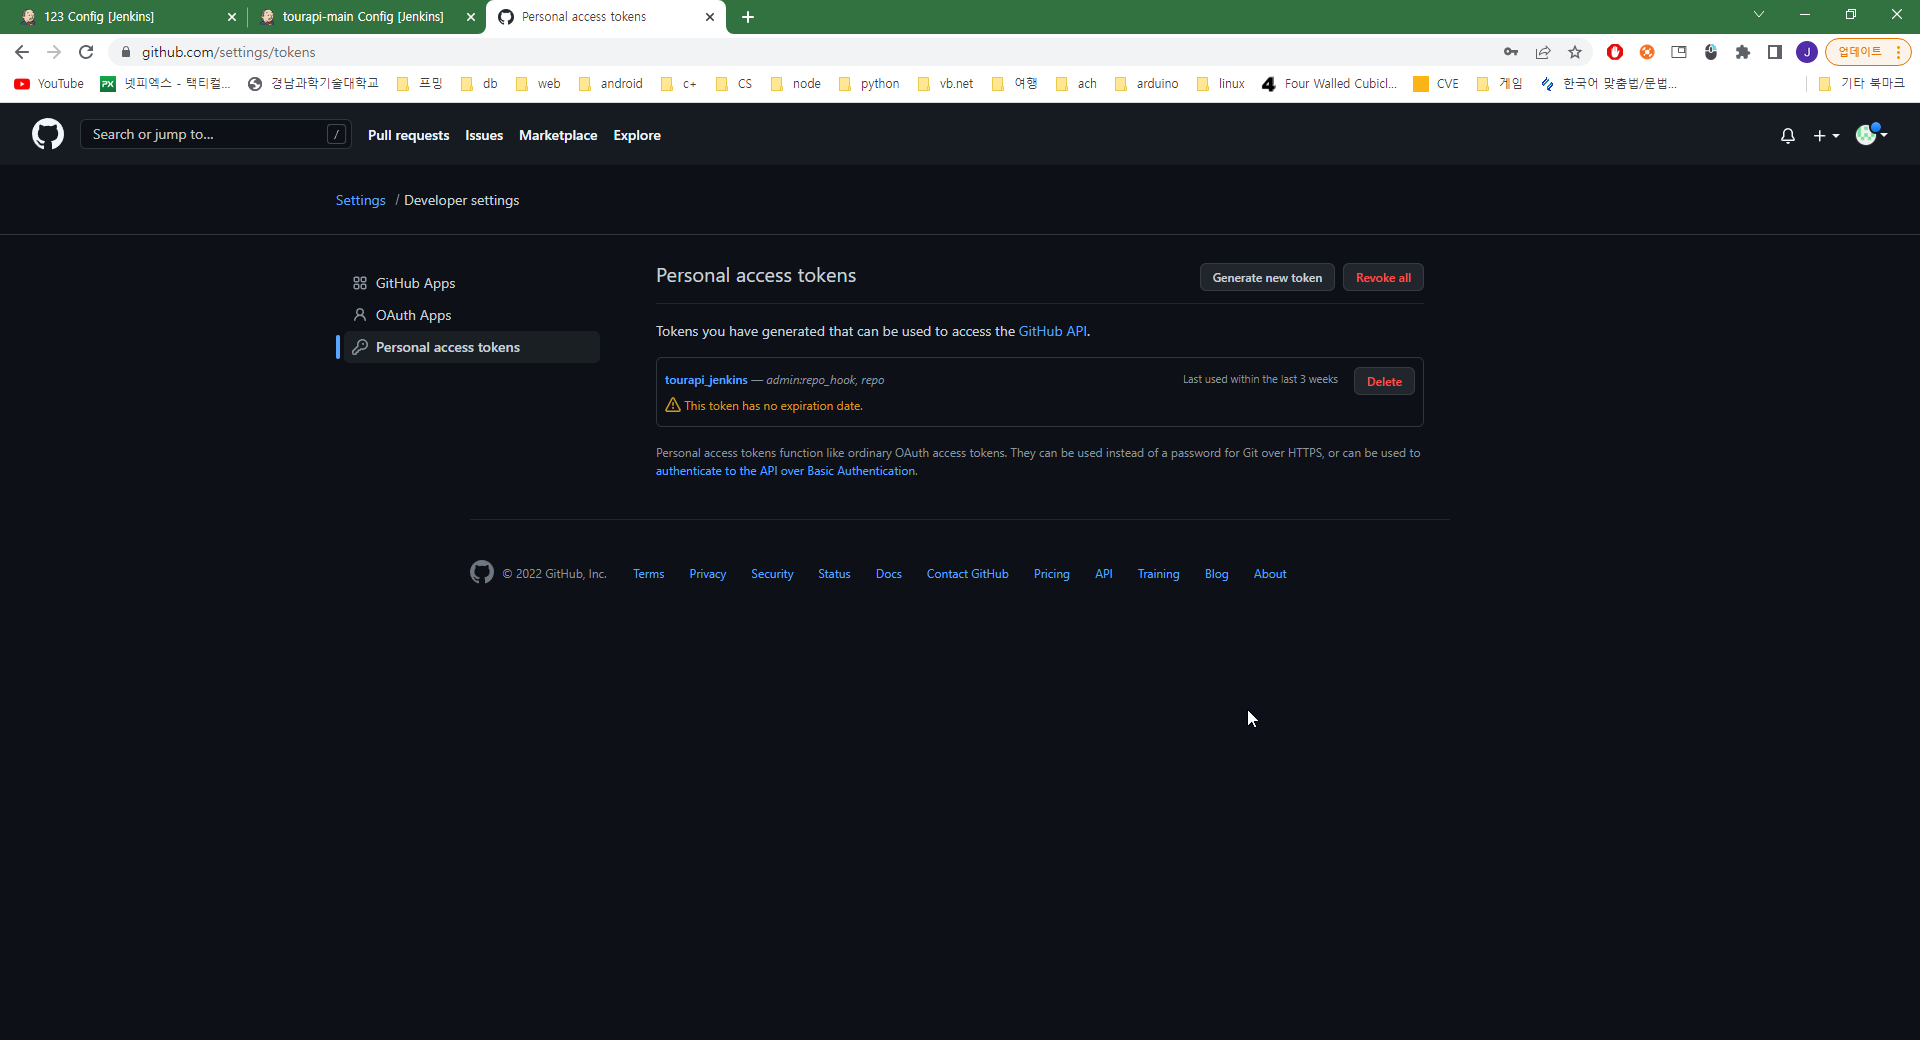 123 Config [Jenkins]
tourapi-main Config [Jenkins]
Personal access tokens
github.com/settings/tokens
J
업데이트
YouTube
PX
넷피엑스 - 택티컬...
경남과학기술대학교
프밍
db
web
android
c+
CS
node
python
vb.net
여행
ach
arduino
linux
4
Four Walled Cubicl...
CVE
게임
한국어 맞춤법/문법...
기타 북마크
Search or jump to...
/
Pull requests
Issues
Marketplace
Explore
Settings / Developer settings
GitHub Apps
OAuth Apps
Personal access tokens
Personal access tokens
Generate new token
Revoke all
Tokens you have generated that can be used to access the GitHub API.
tourapi_jenkins — admin:repo_hook, repo
Last used within the last 3 weeks
Delete
This token has no expiration date.
Personal access tokens function like ordinary OAuth access tokens. They can be used instead of a password for Git over HTTPS, or can be used to
authenticate to the API over Basic Authentication.
© 2022 GitHub, Inc.
Terms
Privacy
Security
Status
Docs
Contact GitHub
Pricing
API
Training
Blog
About